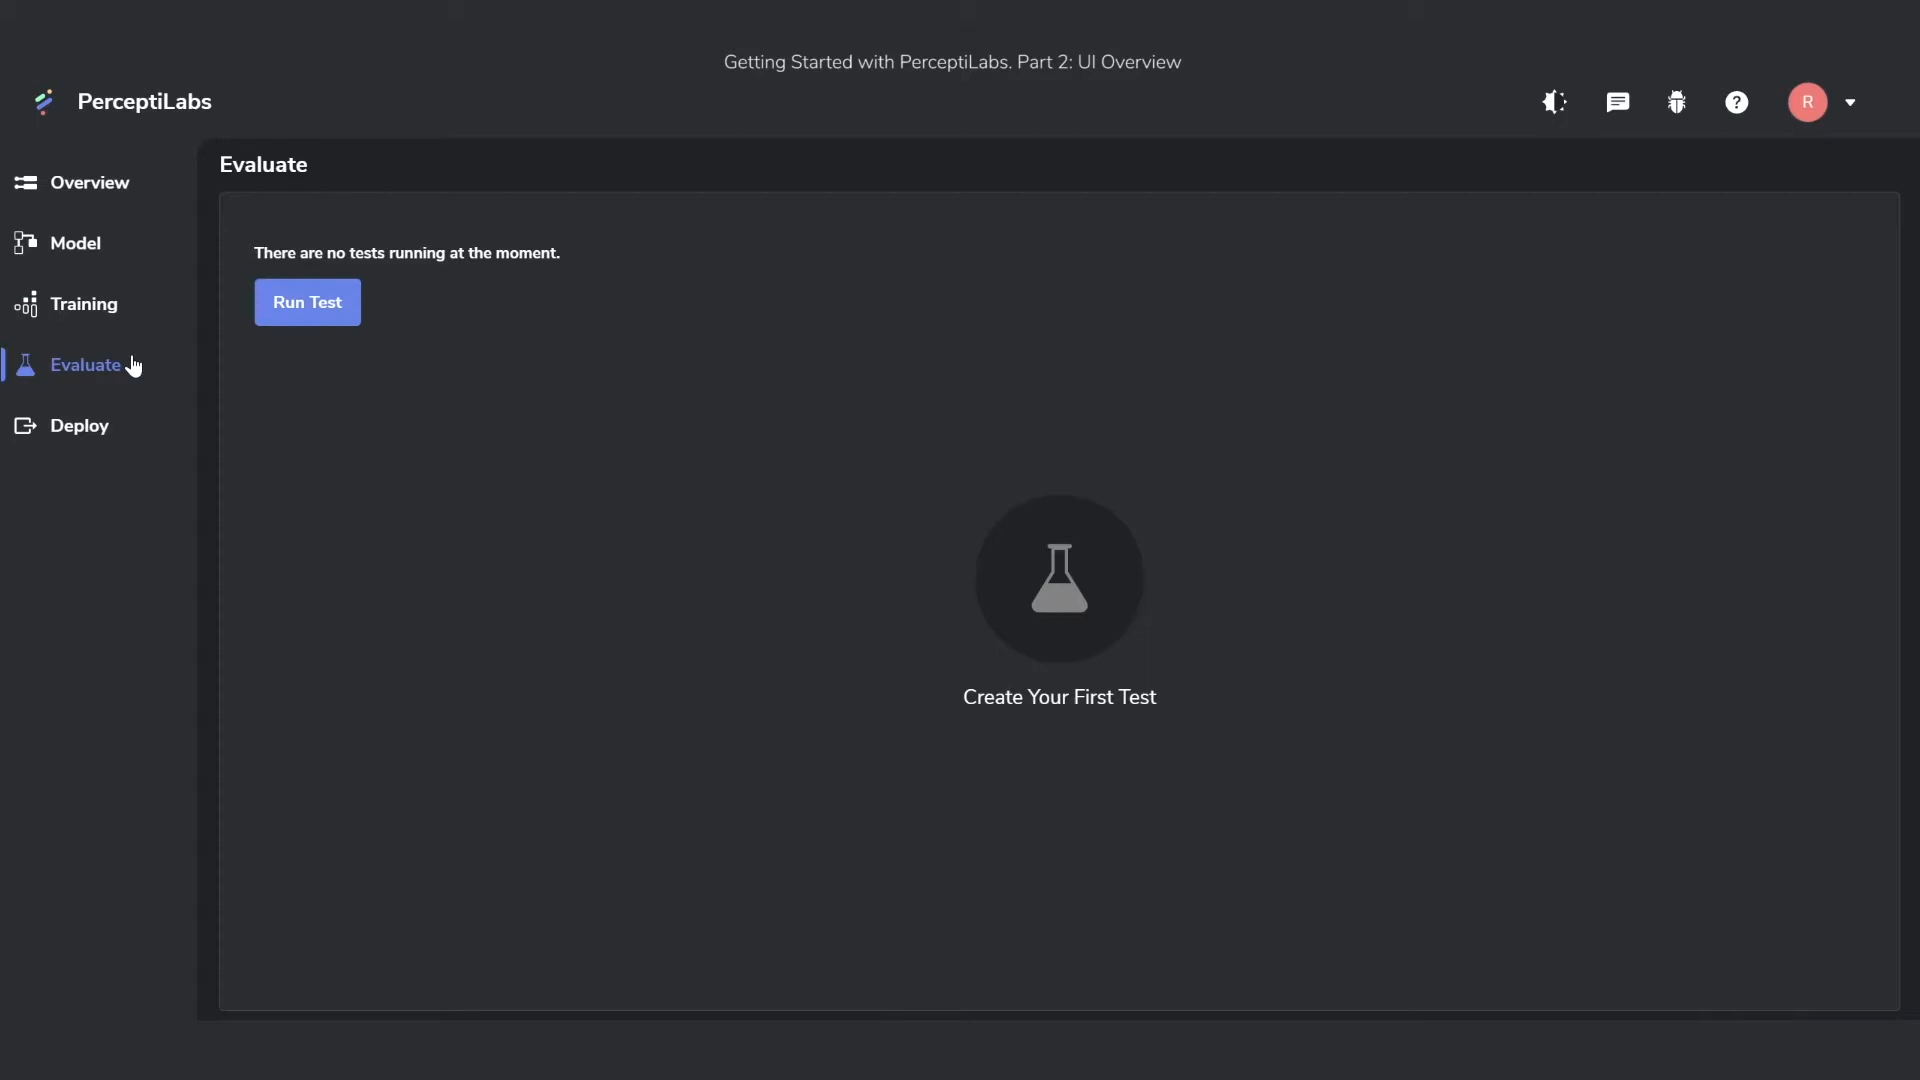 Getting Started with PerceptiLabs. Part 2: UI Overview
PerceptiLabs
R
Overview
Model
Training
Evaluate
Deploy
Evaluate
There are no tests running at the moment.
Run Test
Create Your First Test